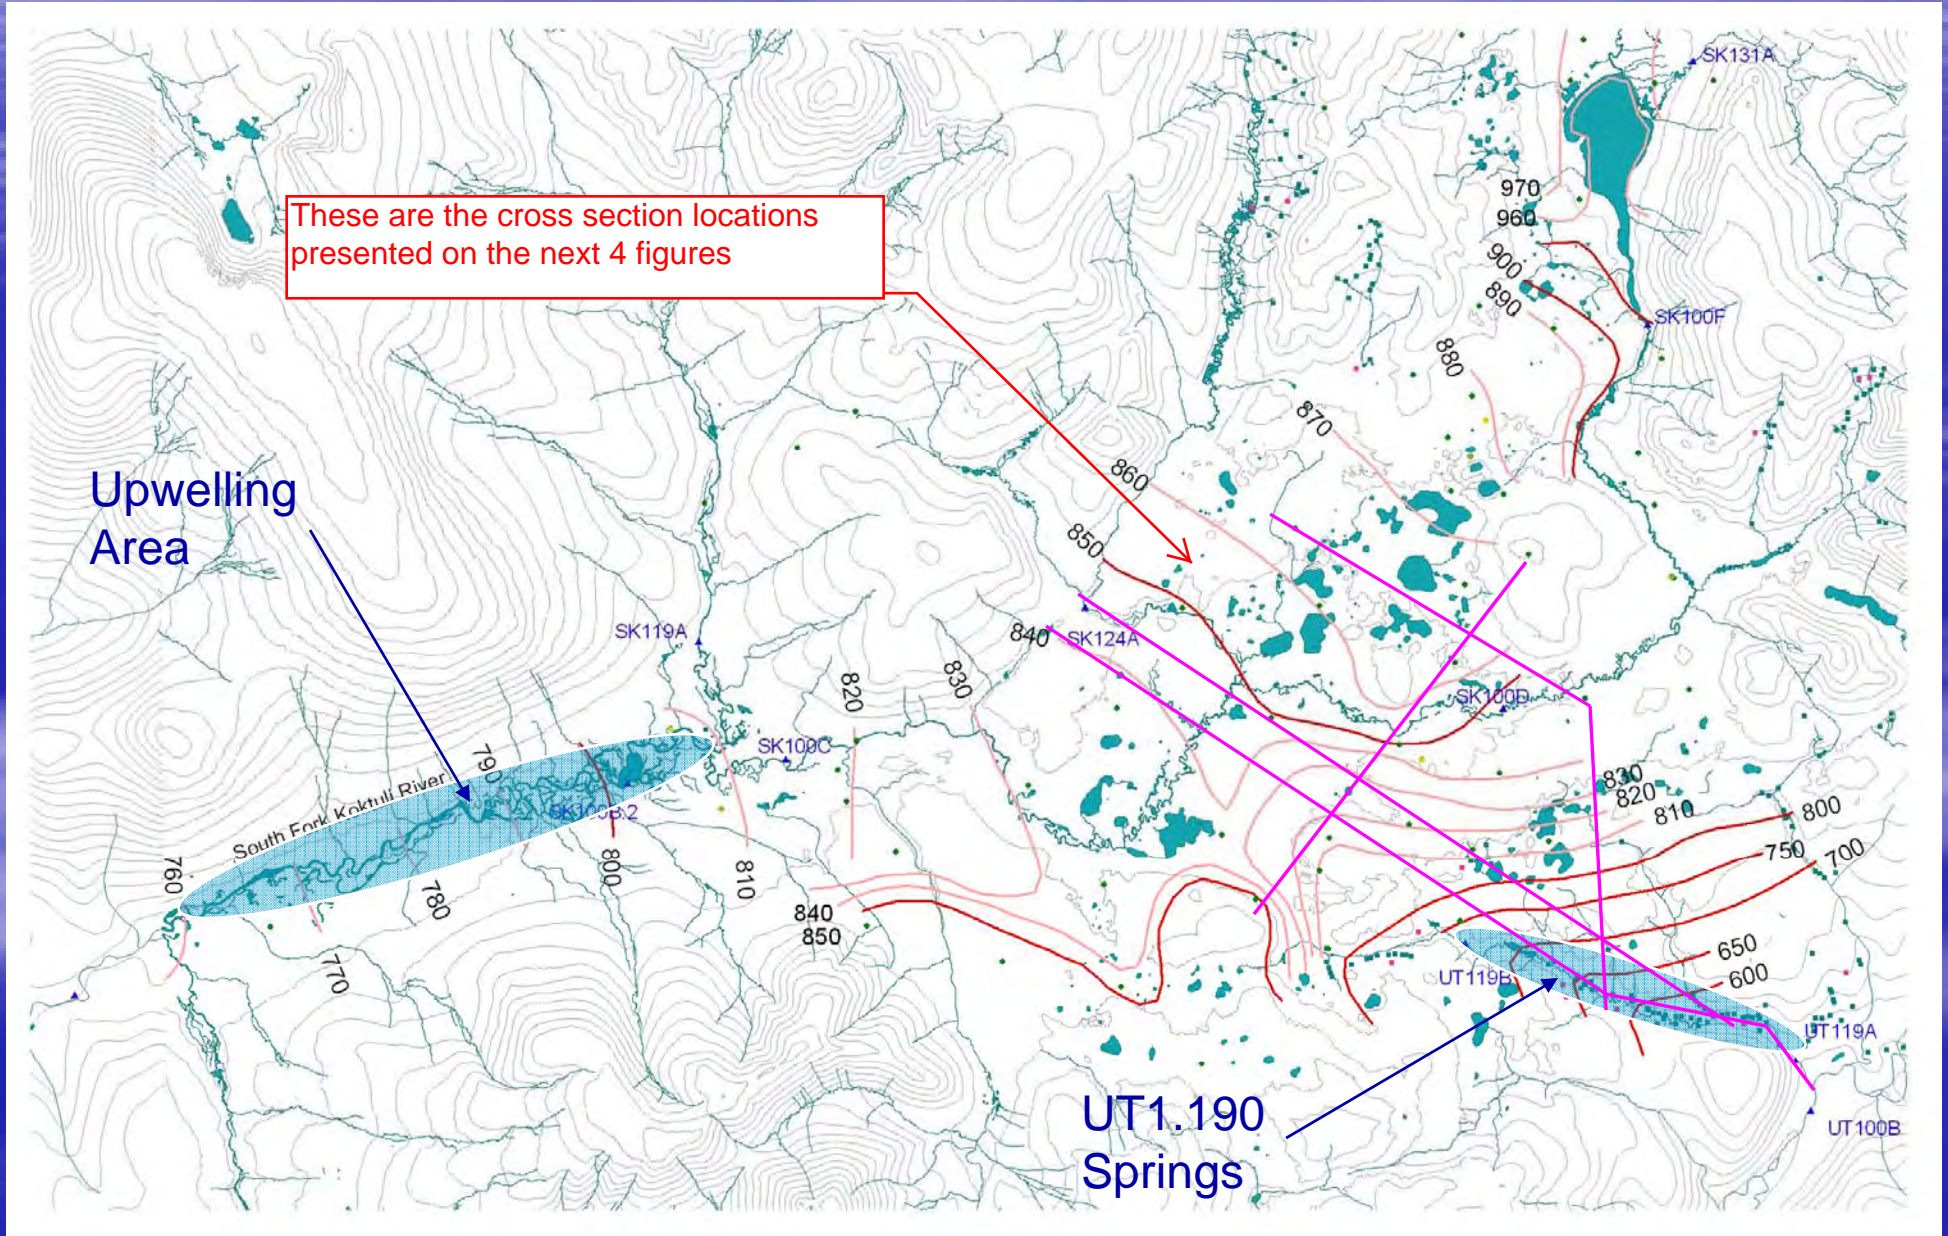 SK131A
These are the cross section locations
presented on the next 4 figures
970
960
900
890
SK100F
880
870
860
Upwelling
Area
850
SK119A
840
SK124A
830
820
SK100D
SK100C
790
South Fork Koktuli River
SK100B.2
830
820
810
800
750
700
760
780
800
810
840
850
770
650
600
UT119B
UT119A
UT1.190
Springs
UT100B